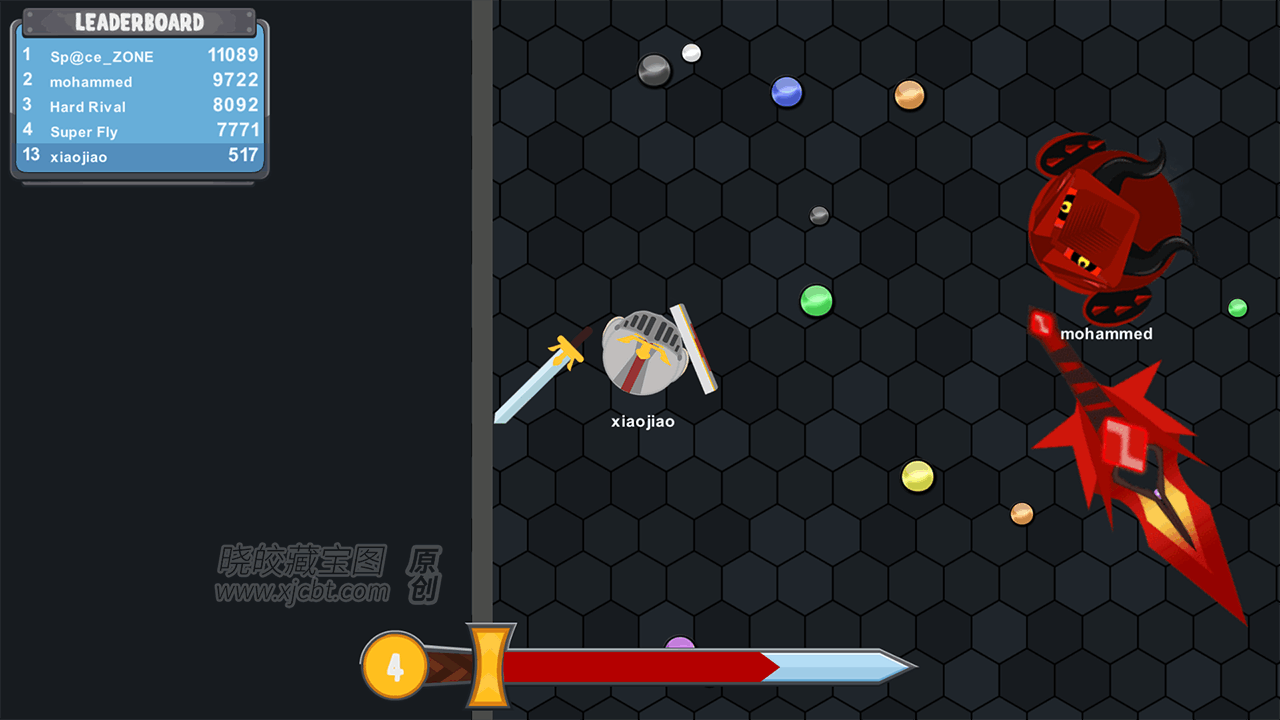 LEADERBOARD
1 Sp@ce_ZONE 11089
2 mohammed 9722
3 Hard Rival 8092
4 Super Fly 7771
13 xiaojiao 517
mohammed
xiaojiao
晓皎藏宝图 原创
www.xjcbt.com
4